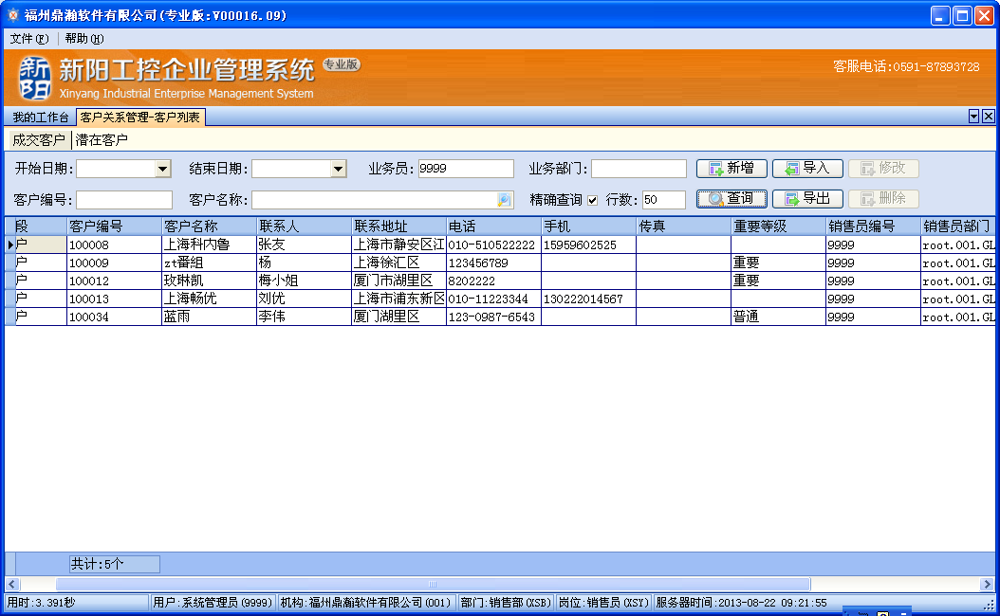 福州鼎瀚软件有限公司(专业版:V00016.09)
文件(F) 帮助(H)
新阳 新阳工控企业管理系统 专业版
Xinyang Industrial Enterprise Management System
客服电话:0591-87893728
我的工作台 客户关系管理-客户列表
成交客户 潜在客户
开始日期: 结束日期: 业务员: 9999 业务部门: 新增 导入 修改
客户编号: 客户名称: 精确查询 行数: 50 查询 导出 删除
段 客户编号 客户名称 联系人 联系地址 电话 手机 传真 重要等级 销售员编号 销售员部门
户 100008 上海科内鲁 张友 上海市静安区江 010-510522222 15959602525 9999 root.001.GL
户 100009 zt番组 杨 上海徐汇区 123456789 重要 9999 root.001.GL
户 100012 玫琳凯 梅小姐 厦门市湖里区 8202222 重要 9999 root.001.GL
户 100013 上海畅优 刘优 上海市浦东新区 010-11223344 130222014567 9999 root.001.GL
户 100034 蓝雨 李伟 厦门湖里区 123-0987-6543 普通 9999 root.001.GL
共计:5个
用时:3.391秒 用户:系统管理员(9999) 机构:福州鼎瀚软件有限公司(001) 部门:销售部(XSB) 岗位:销售员(XSY) 服务器时间:2013-08-22 09:21:55